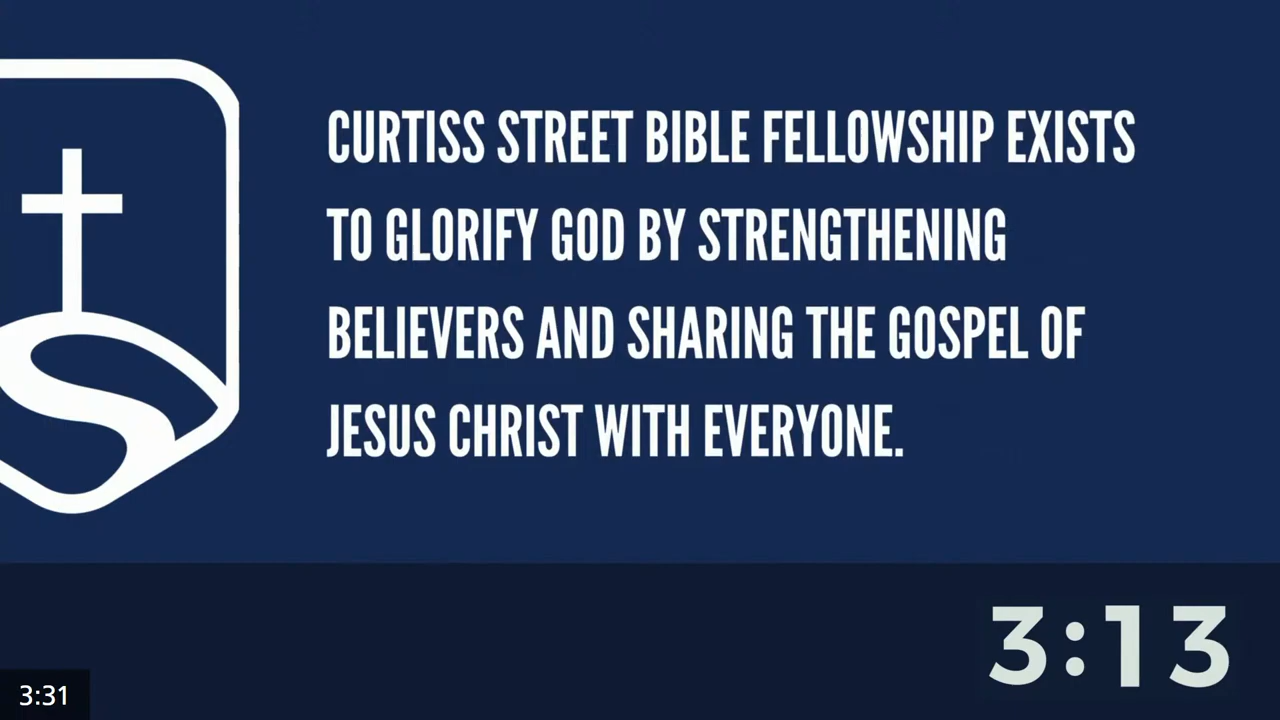 CURTISS STREET BIBLE FELLOWSHIP EXISTS
TO GLORIFY GOD BY STRENGTHENING
BELIEVERS AND SHARING THE GOSPEL OF
JESUS CHRIST WITH EVERYONE.
3:13
3:31